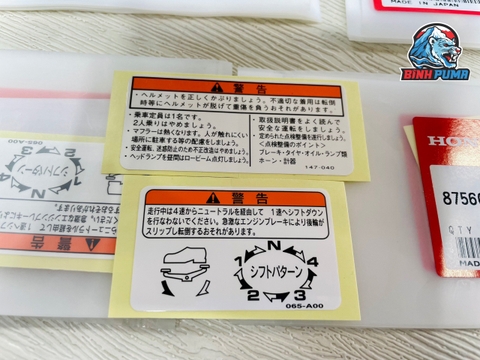 MADE IN JAPAN
BINH PUMA
警告
・ヘルメットを正しくかぶりましょう。不適切な着用は転倒
時等にヘルメットが脱げて重傷を負うおそれがあります。
・乗車定員は1名です。
2人乗りはやめましょう。
・マフラーは熱くなります。人が触れにくい
場所に駐車する等の配慮をしましょう。
・安全運転、迷惑防止のため不正改造はやめましょう。
・ヘッドランプを昼間はロービーム点灯しましょう。
・取扱説明書をよく読んで
安全な運転をしましょう。
・定められた点検整備を行いましょう。
<点検整備のポイント>
ブレーキ・タイヤ・オイル・ランプ類
ホーン・計器
147-040
警告
走行中は4速からニュートラルを経由して 1速へシフトダウン
を行なわないでください。急激なエンジンブレーキにより後輪が
スリップし転倒するおそれがあります。
N
1
4
シフトパターン
2
3
065-A00
065-A00
シフトパターン
HON
8756
QTY
MAD